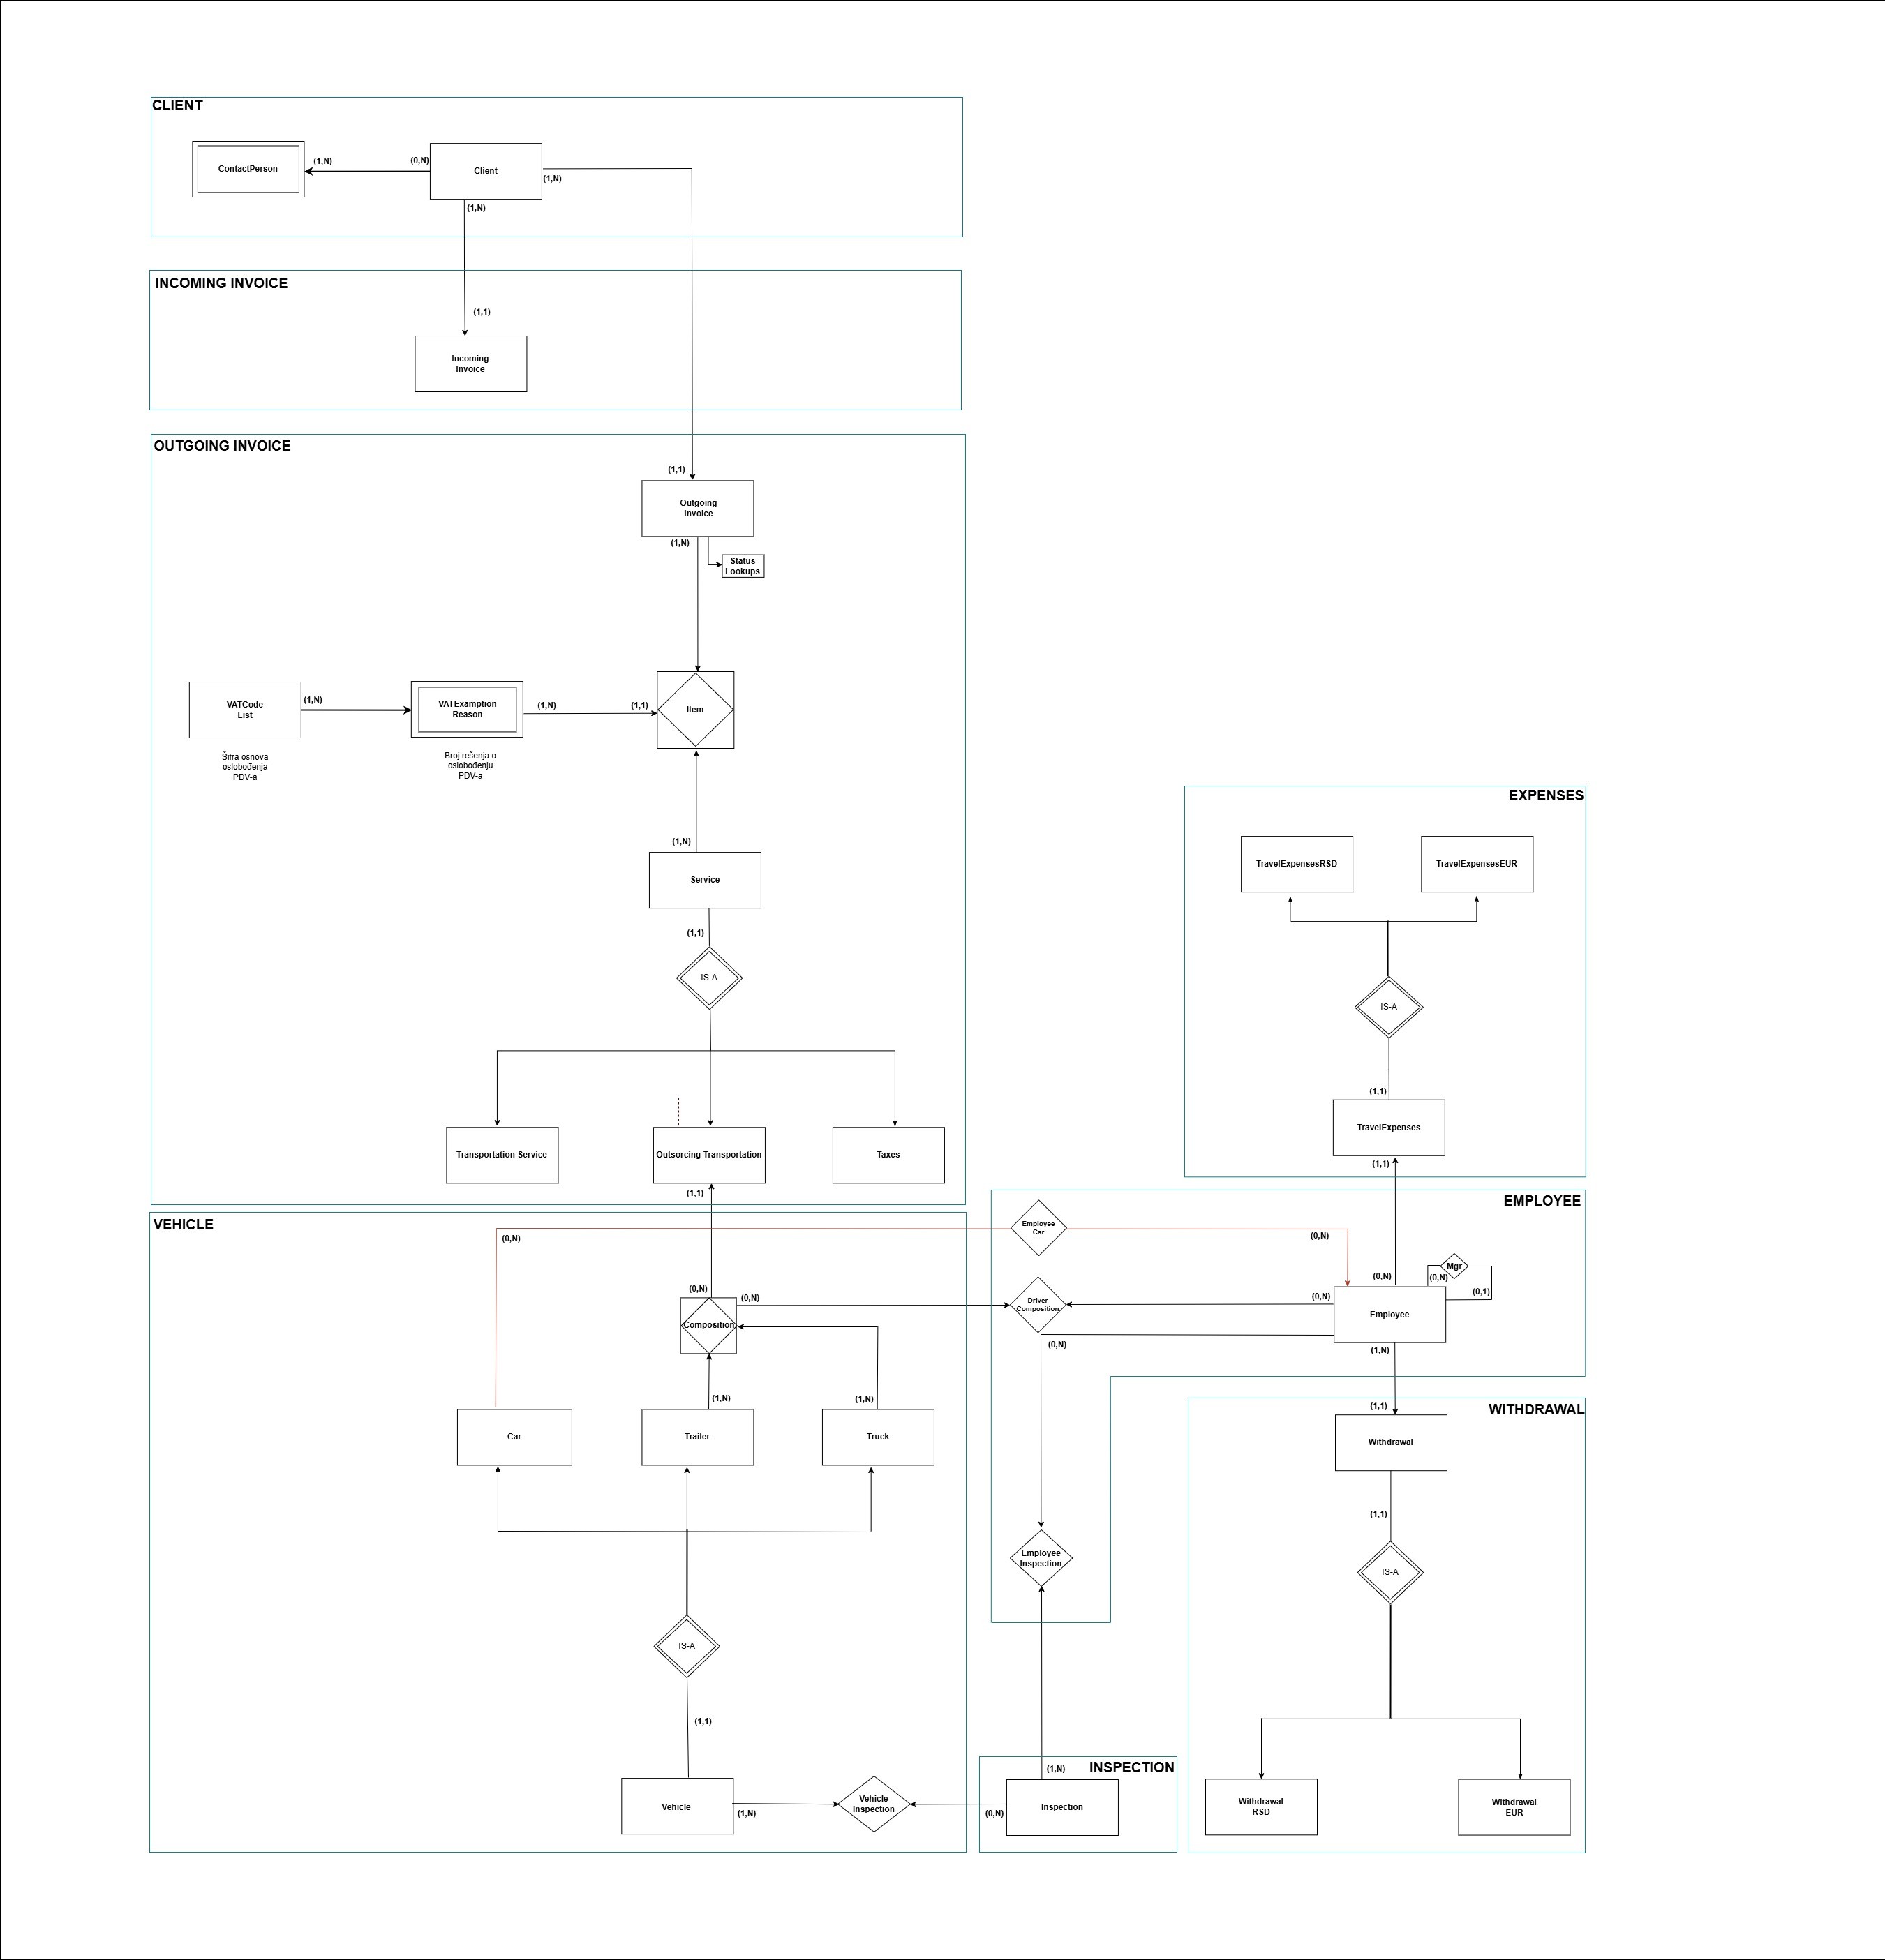 CLIENT
ContactPerson
(1,N)
(0,N)
Client
(1,N)
(1,N)
INCOMING INVOICE
(1,1)
Incoming
Invoice
OUTGOING INVOICE
(1,1)
Outgoing
Invoice
(1,N)
Status
Lookups
VATCode
List
(1,N)
VATExamption
Reason
(1,N)
(1,1)
Item
Šifra osnova
oslobođenja
PDV-a
Broj rešenja o
oslobođenju
PDV-a
(1,N)
Service
(1,1)
IS-A
Transportation Service
Outsorcing Transportation
Taxes
(1,1)
EXPENSES
TravelExpensesRSD
TravelExpensesEUR
IS-A
(1,1)
TravelExpenses
(1,1)
VEHICLE
(0,N)
(0,N)
(0,N)
Composition
(1,N)
(1,N)
Car
Trailer
Truck
IS-A
(1,1)
Vehicle
(1,N)
Vehicle
Inspection
EMPLOYEE
Employee
Car
(0,N)
Driver
Composition
(0,N)
(0,N)
Mgr
(0,N)
(0,1)
Employee
(0,N)
(1,N)
Employee
Inspection
WITHDRAWAL
(1,1)
Withdrawal
(1,1)
IS-A
Withdrawal
RSD
Withdrawal
EUR
INSPECTION
(1,N)
(0,N)
Inspection